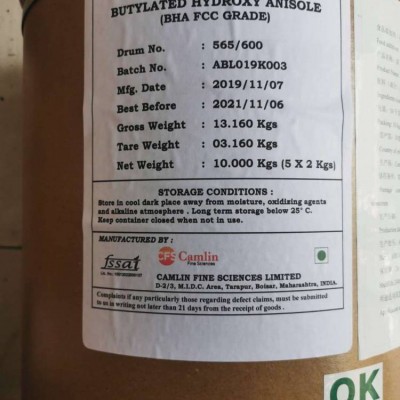 BUTYLATED HYDROXY ANISOLE
(BHA FCC GRADE)
Drum No. : 565/600
Batch No. : ABL019K003
Mfg. Date : 2019/11/07
Best Before : 2021/11/06
Gross Weight : 13.160 Kgs
Tare Weight : 03.160 Kgs
Net Weight : 10.000 Kgs (5 X 2 Kgs)
STORAGE CONDITIONS :
Store in cool dark place away from moisture, oxidizing agents
and alkaline atmosphere . Long term storage below 25° C.
Keep container closed when not in use.
MANUFACTURED BY :
fssai
CFS Camlin
Fine Sciences
CAMLIN FINE SCIENCES LIMITED
D-2/3, M.I.D.C. Area, Tarapur, Boisar, Maharashtra, INDIA.
Complaints if any particularly those regarding defect claims, must be submitted
to us in writing not later than 21 days from the receipt of goods .
OK